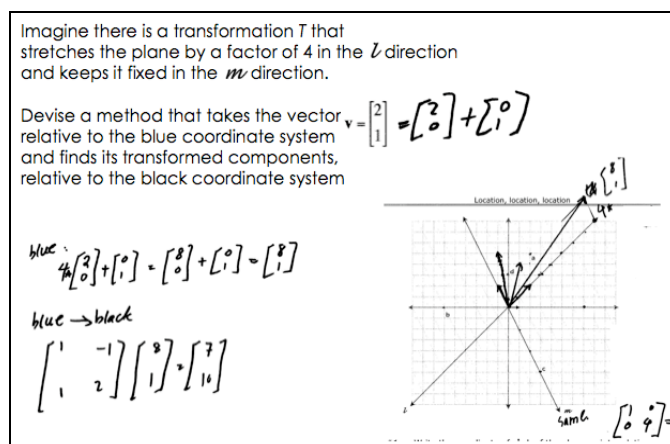 Imagine there is a transformation T that
stretches the plane by a factor of 4 in the l direction
and keeps it fixed in the m direction.
Devise a method that takes the vector v = [2 1] = [2 0] + [0 1]
relative to the blue coordinate system
and finds its transformed components,
relative to the black coordinate system
[8 1]
Location, location, location
blue:
[2 0] + [0 1] = [8 0] + [0 1] = [8 1]
blue → black
[1 -1 1 2] [8 1] = [7 10]
b
c
l
m
same
[1 0 0 4] =